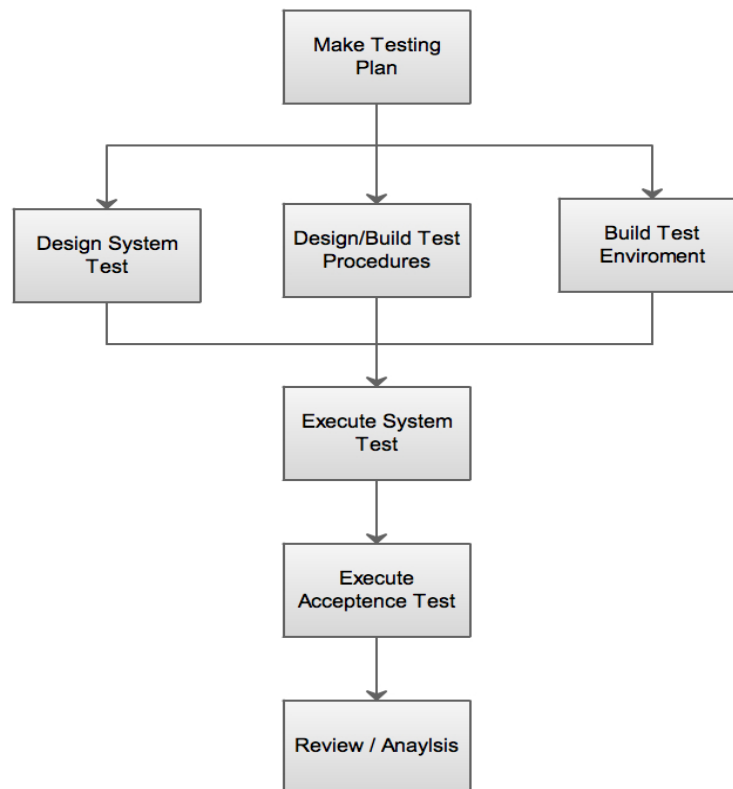 Make Testing
Plan
Design System
Test
Design/Build Test
Procedures
Build Test
Enviroment
Execute System
Test
Execute
Acceptence Test
Review / Anaylsis